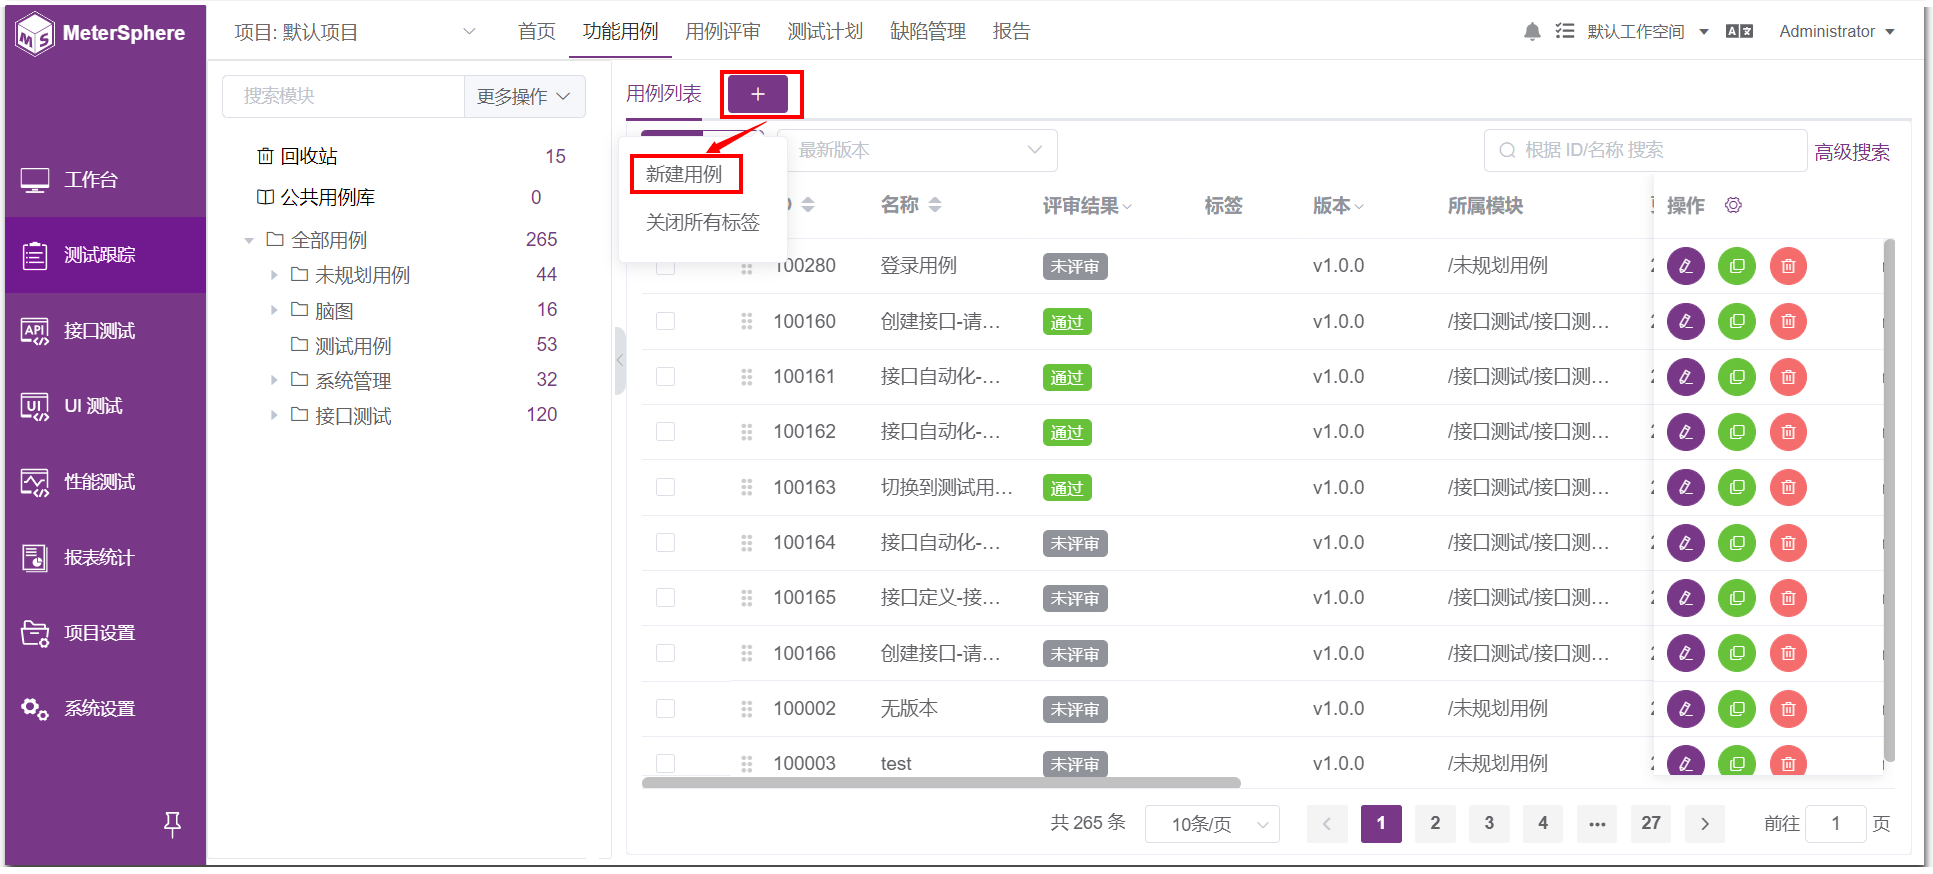 MeterSphere
项目: 默认项目
首页
功能用例
用例评审
测试计划
缺陷管理
报告
默认工作空间
Administrator
工作台
测试跟踪
接口测试
UI 测试
性能测试
报表统计
项目设置
系统设置
搜索模块
更多操作
回收站 15
公共用例库 0
全部用例 265
未规划用例 44
脑图 16
测试用例 53
系统管理 32
接口测试 120
用例列表
+
新建用例
关闭所有标签
最新版本
根据 ID/名称 搜索
高级搜索
名称 评审结果 标签 版本 所属模块 操作
100280 登录用例 未评审 v1.0.0 /未规划用例
100160 创建接口-请... 通过 v1.0.0 /接口测试/接口测...
100161 接口自动化-... 通过 v1.0.0 /接口测试/接口测...
100162 接口自动化-... 通过 v1.0.0 /接口测试/接口测...
100163 切换到测试用... 通过 v1.0.0 /接口测试/接口测...
100164 接口自动化-... 未评审 v1.0.0 /接口测试/接口测...
100165 接口定义-接... 未评审 v1.0.0 /接口测试/接口测...
100166 创建接口-请... 未评审 v1.0.0 /接口测试/接口测...
100002 无版本 未评审 v1.0.0 /未规划用例
100003 test 未评审 v1.0.0 /未规划用例
共 265 条 10条/页 1 2 3 4 ... 27 前往 1 页